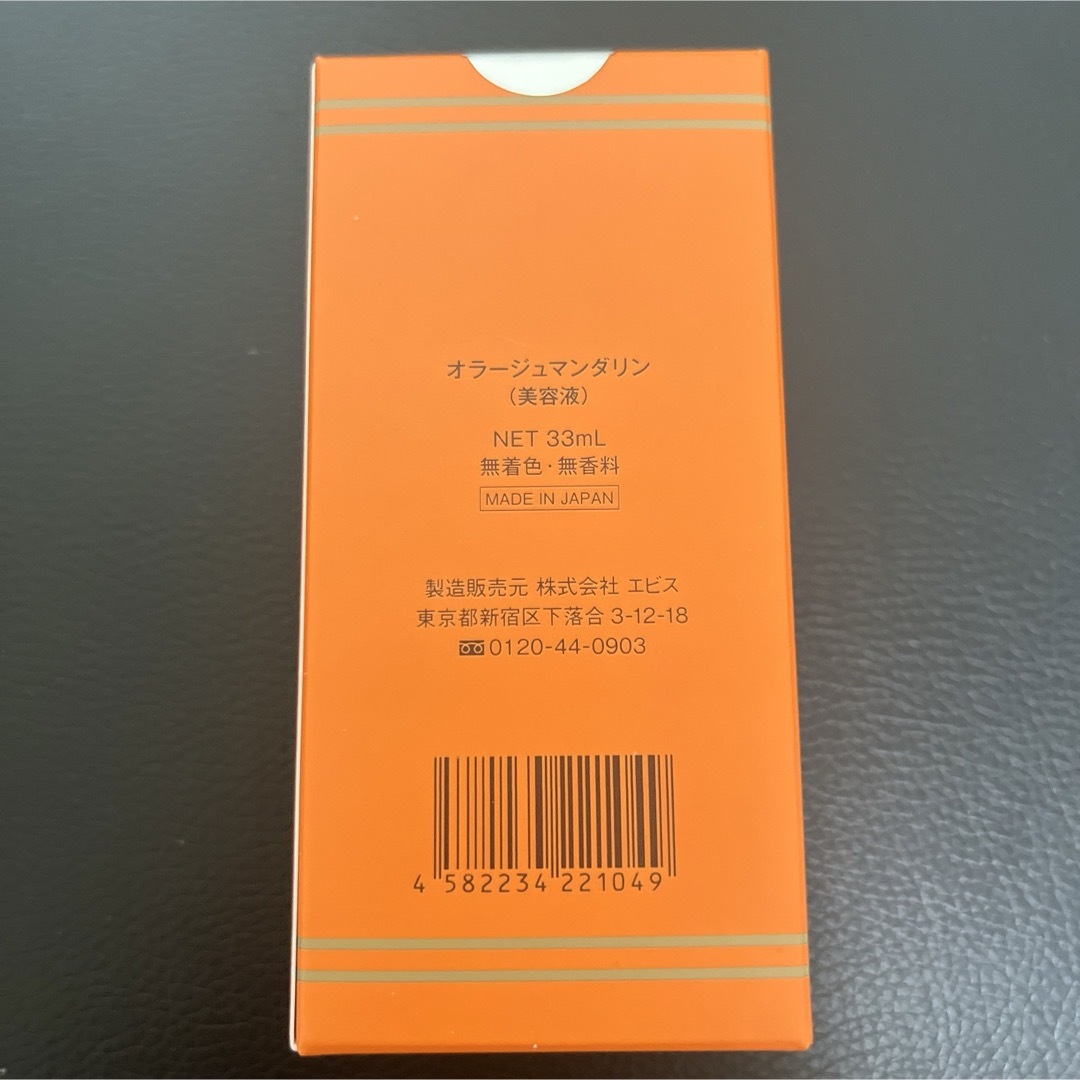 オラージュマンダリン
（美容液）
NET 33mL
無着色・無香料
MADE IN JAPAN
製造販売元 株式会社 エビス
東京都新宿区下落合 3-12-18
0120-44-0903
4 582234 221049